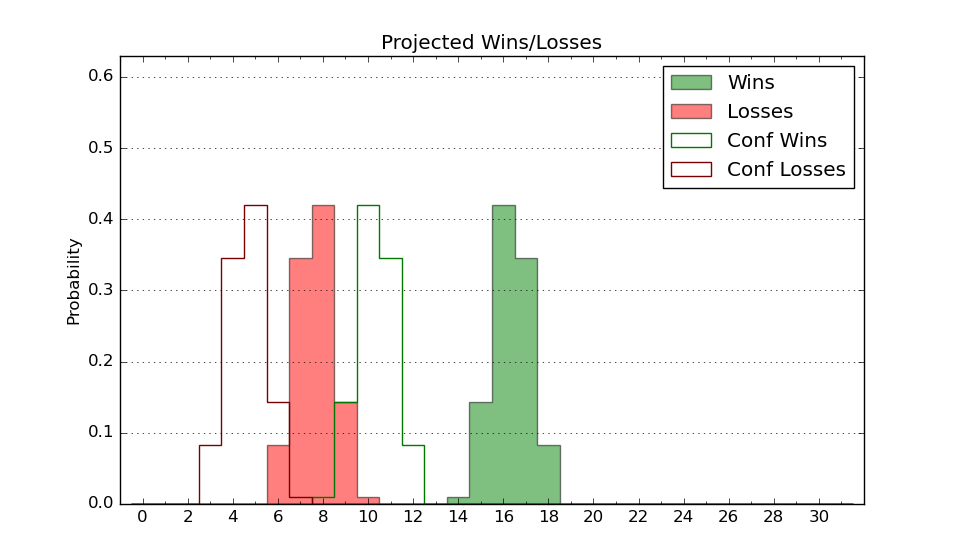 Projected Wins/Losses
Probability
0.6
0.5
0.4
0.3
0.2
0.1
0.0
0 2 4 6 8 10 12 14 16 18 20 22 24 26 28 30
Wins
Losses
Conf Wins
Conf Losses